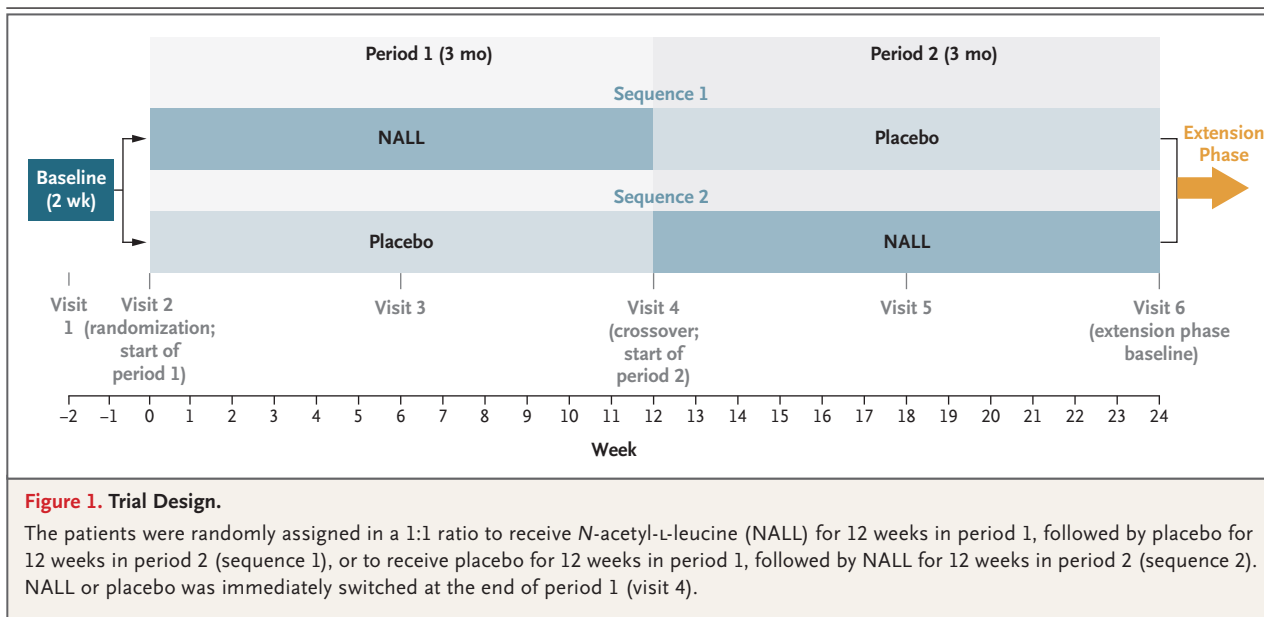 Period 1 (3 mo)
Period 2 (3 mo)
Sequence 1
NALL
Placebo
Extension
Phase
Baseline
(2 wk)
Sequence 2
Placebo
NALL
Visit
1
Visit 2
(randomization;
start of
period 1)
Visit 3
Visit 4
(crossover;
start of
period 2)
Visit 5
Visit 6
(extension phase
baseline)
–2 –1 0 1 2 3 4 5 6 7 8 9 10 11 12 13 14 15 16 17 18 19 20 21 22 23 24
Week
Figure 1. Trial Design.
The patients were randomly assigned in a 1:1 ratio to receive N-acetyl-L-leucine (NALL) for 12 weeks in period 1, followed by placebo for
12 weeks in period 2 (sequence 1), or to receive placebo for 12 weeks in period 1, followed by NALL for 12 weeks in period 2 (sequence 2).
NALL or placebo was immediately switched at the end of period 1 (visit 4).